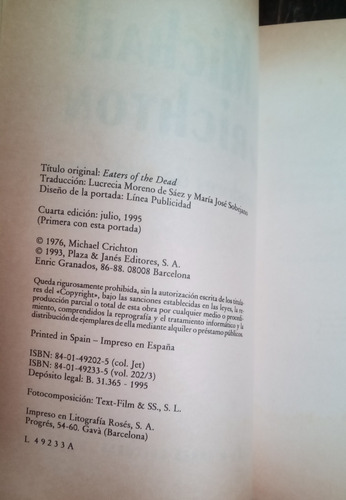 Título original: Eaters of the Dead
Traducción: Lucrecia Moreno de Sáez y María José Sobejano
Diseño de la portada: Línea Publicidad
Cuarta edición: julio, 1995
(Primera con esta portada)
© 1976, Michael Crichton
© 1993, Plaza & Janés Editores, S. A.
Enric Granados, 86-88. 08008 Barcelona
Queda rigurosamente prohibida, sin la autorización escrita de los titula-
res del «Copyright», bajo las sanciones establecidas en las leyes, la re-
producción parcial o total de esta obra por cualquier medio o procedi-
miento, comprendidos la reprografía y el tratamiento informático y la
distribución de ejemplares de ella mediante alquiler o préstamo públicos.
Printed in Spain – Impreso en España
ISBN: 84-01-49202-5 (col. Jet)
ISBN: 84-01-49233-5 (vol. 202/3)
Depósito legal: B. 31.365 - 1995
Fotocomposición: Text-Film & SS., S. L.
Impreso en Litografía Rosés, S. A.
Progrés, 54-60. Gavà (Barcelona)
L 49233A